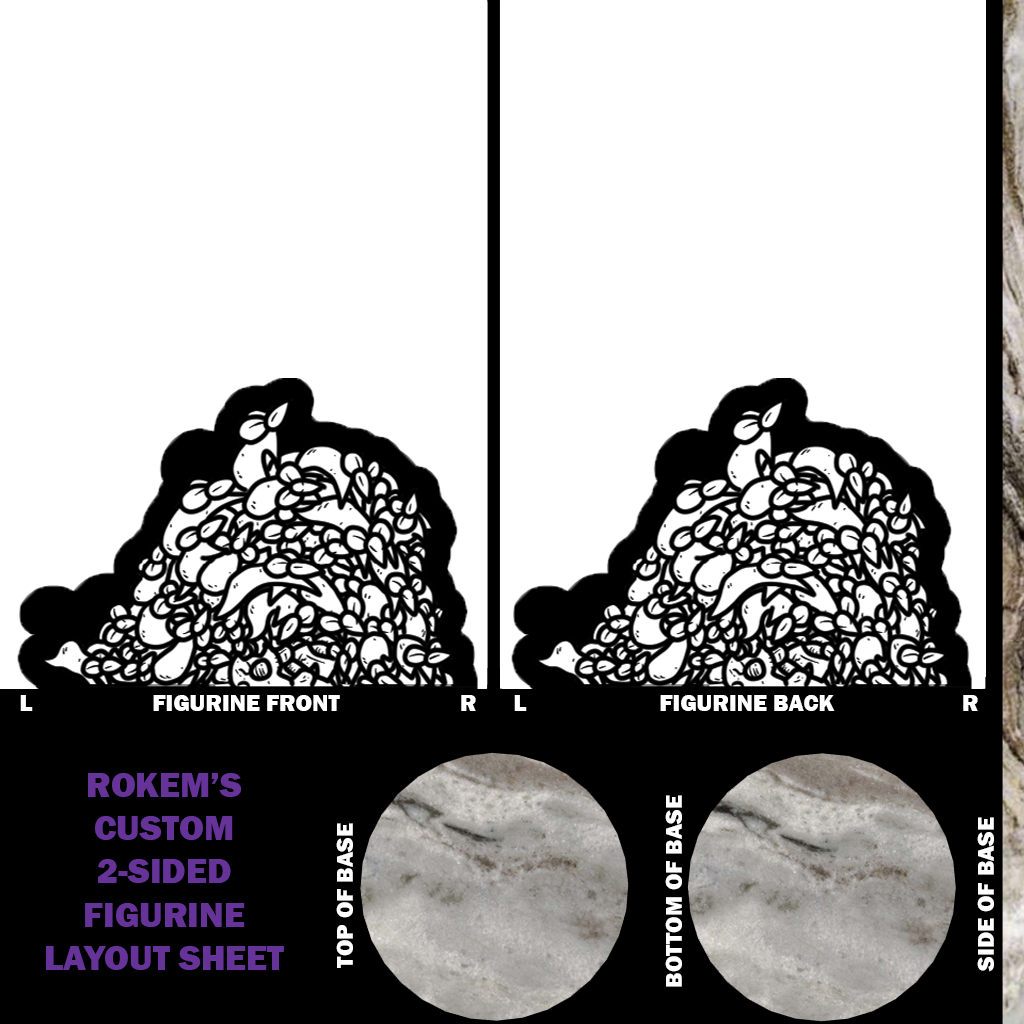 L
FIGURINE FRONT
R
L
FIGURINE BACK
R
ROKEM’S
CUSTOM
2-SIDED
FIGURINE
LAYOUT SHEET
TOP OF BASE
BOTTOM OF BASE
SIDE OF BASE